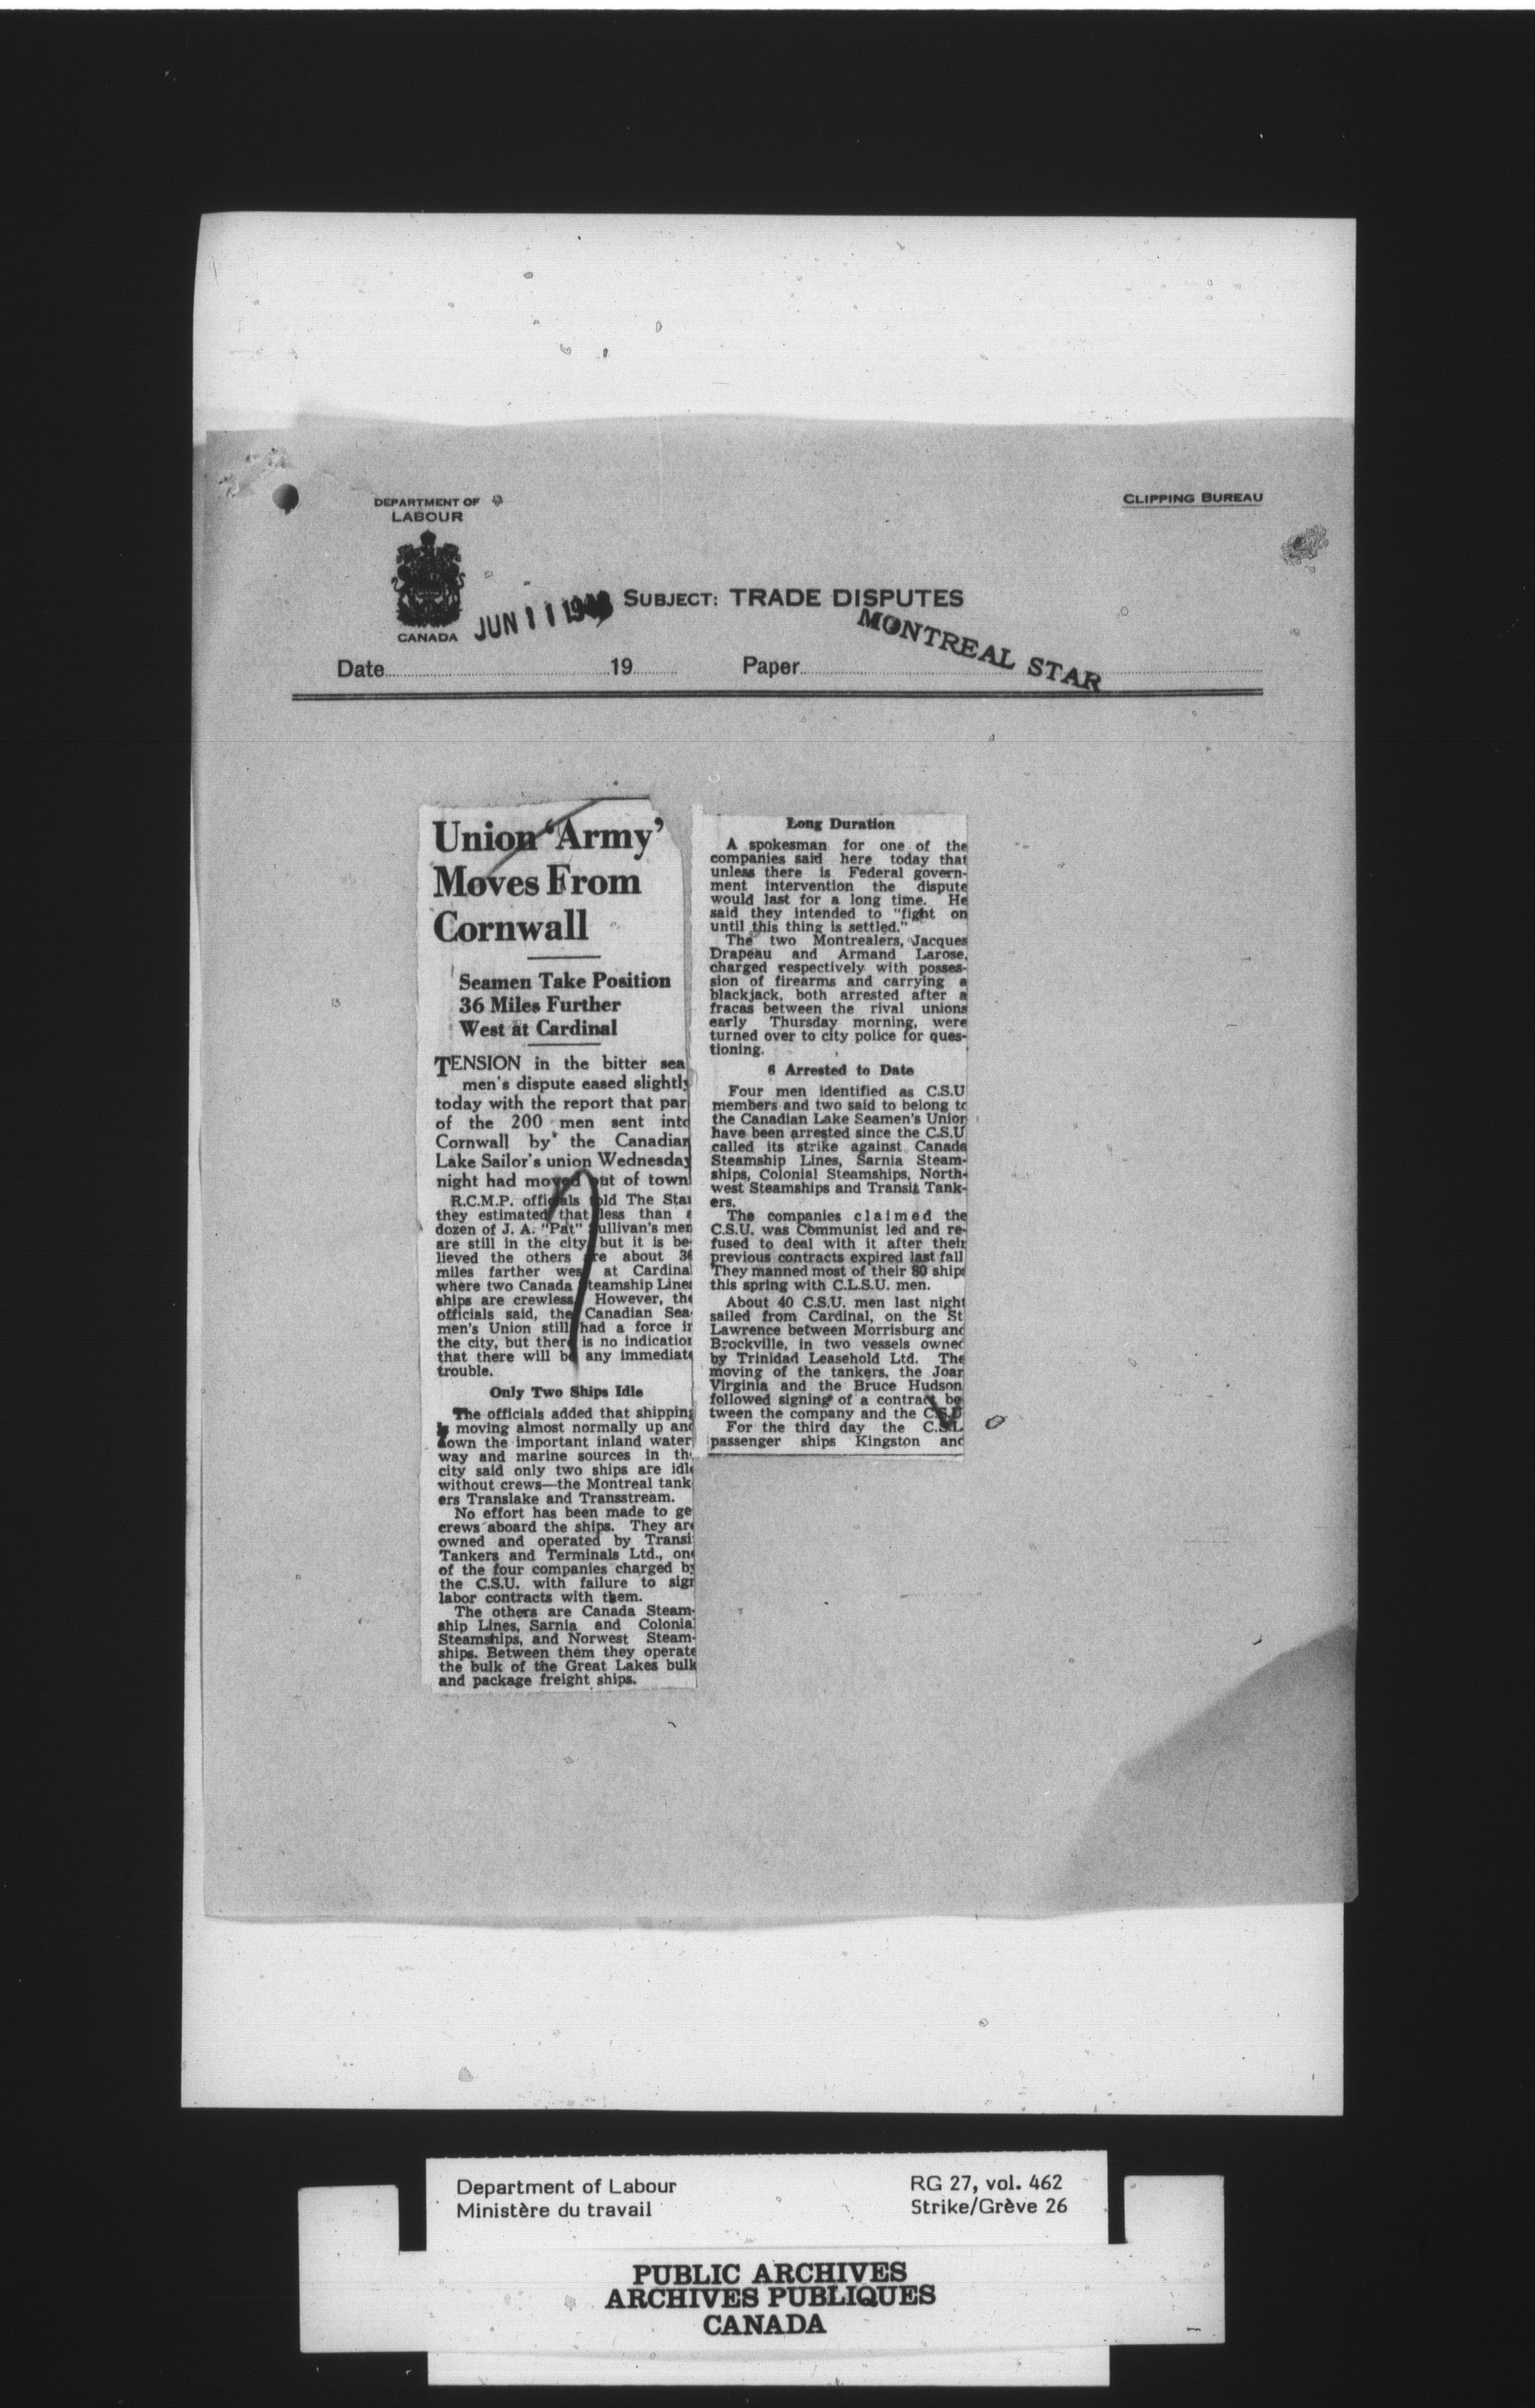 DEPARTMENT OF
LABOUR
CANADA
CLIPPING BUREAU
JUN 11 1948
SUBJECT: TRADE DISPUTES
MONTREAL STAR
Date 19 Paper
Union 'Army'
Moves From
Cornwall
Seamen Take Position
36 Miles Further
West at Cardinal
TENSION in the bitter sea
men's dispute eased slightly
today with the report that par
of the 200 men sent into
Cornwall by the Canadian
Lake Sailor's union Wednesday
night had moved out of town
R.C.M.P. officials told The Star
they estimated that less than a
dozen of J. A. "Pat" Sullivan's men
are still in the city but it is be-
lieved the others are about 36
miles farther west at Cardinal
where two Canada Steamship Lines
ships are crewless. However, the
officials said, the Canadian Sea-
men's Union still had a force in
the city, but there is no indication
that there will be any immediate
trouble.
Only Two Ships Idle
The officials added that shipping
is moving almost normally up and
down the important inland water
way and marine sources in the
city said only two ships are idle
without crews—the Montreal tank
ers Translake and Transstream.
No effort has been made to ge
crews aboard the ships. They are
owned and operated by Transi
Tankers and Terminals Ltd., one
of the four companies charged by
the C.S.U. with failure to sign
labor contracts with them.
The others are Canada Steam-
ship Lines, Sarnia and Colonial
Steamships, and Norwest Steam-
ships. Between them they operate
the bulk of the Great Lakes bulk
and package freight ships.
Long Duration
A spokesman for one of the
companies said here today that
unless there is Federal govern-
ment intervention the dispute
would last for a long time. He
said they intended to "fight on
until this thing is settled."
The two Montrealers, Jacques
Drapeau and Armand Larose,
charged respectively with posses-
sion of firearms and carrying a
blackjack, both arrested after a
fracas between the rival unions
early Thursday morning, were
turned over to city police for ques-
tioning.
6 Arrested to Date
Four men identified as C.S.U
members and two said to belong to
the Canadian Lake Seamen's Union
have been arrested since the C.S.U
called its strike against Canada
Steamship Lines, Sarnia Steam-
ships, Colonial Steamships, North-
west Steamships and Transit Tank-
ers.
The companies claimed the
C.S.U. was Communist led and re-
fused to deal with it after their
previous contracts expired last fall
They manned most of their 80 ships
this spring with C.L.S.U. men.
About 40 C.S.U. men last night
sailed from Cardinal, on the St
Lawrence between Morrisburg and
Brockville, in two vessels owned
by Trinidad Leasehold Ltd. The
moving of the tankers, the Joan
Virginia and the Bruce Hudson
followed signing of a contract be
tween the company and the C.S.U
For the third day the C.S.L
passenger ships Kingston and
Department of Labour
Ministère du travail
RG 27, vol. 462
Strike/Grève 26
PUBLIC ARCHIVES
ARCHIVES PUBLIQUES
CANADA